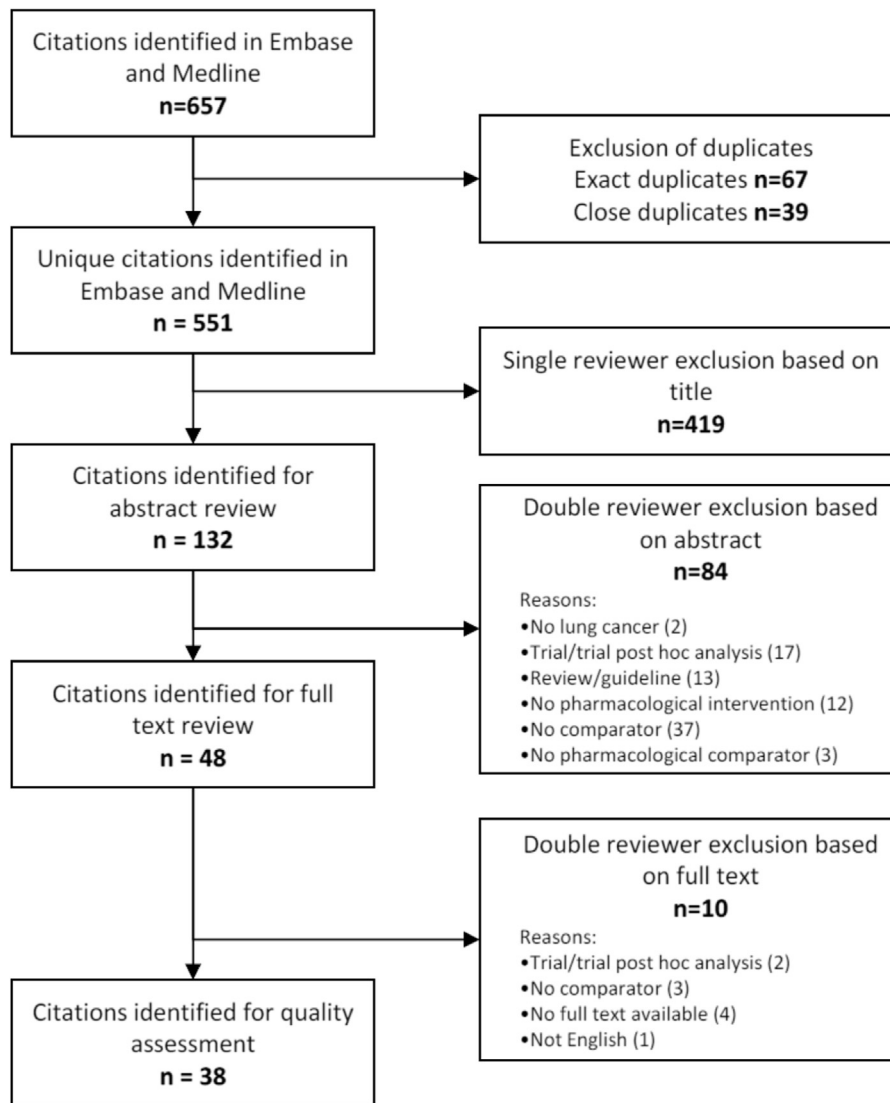 Citations identified in Embase
and Medline
n=657
Exclusion of duplicates
Exact duplicates n=67
Close duplicates n=39
Unique citations identified in
Embase and Medline
n = 551
Single reviewer exclusion based on
title
n=419
Citations identified for
abstract review
n = 132
Double reviewer exclusion based
on abstract
n=84
Reasons:
•No lung cancer (2)
•Trial/trial post hoc analysis (17)
•Review/guideline (13)
•No pharmacological intervention (12)
•No comparator (37)
•No pharmacological comparator (3)
Citations identified for full
text review
n = 48
Double reviewer exclusion based
on full text
n=10
Reasons:
•Trial/trial post hoc analysis (2)
•No comparator (3)
•No full text available (4)
•Not English (1)
Citations identified for quality
assessment
n = 38